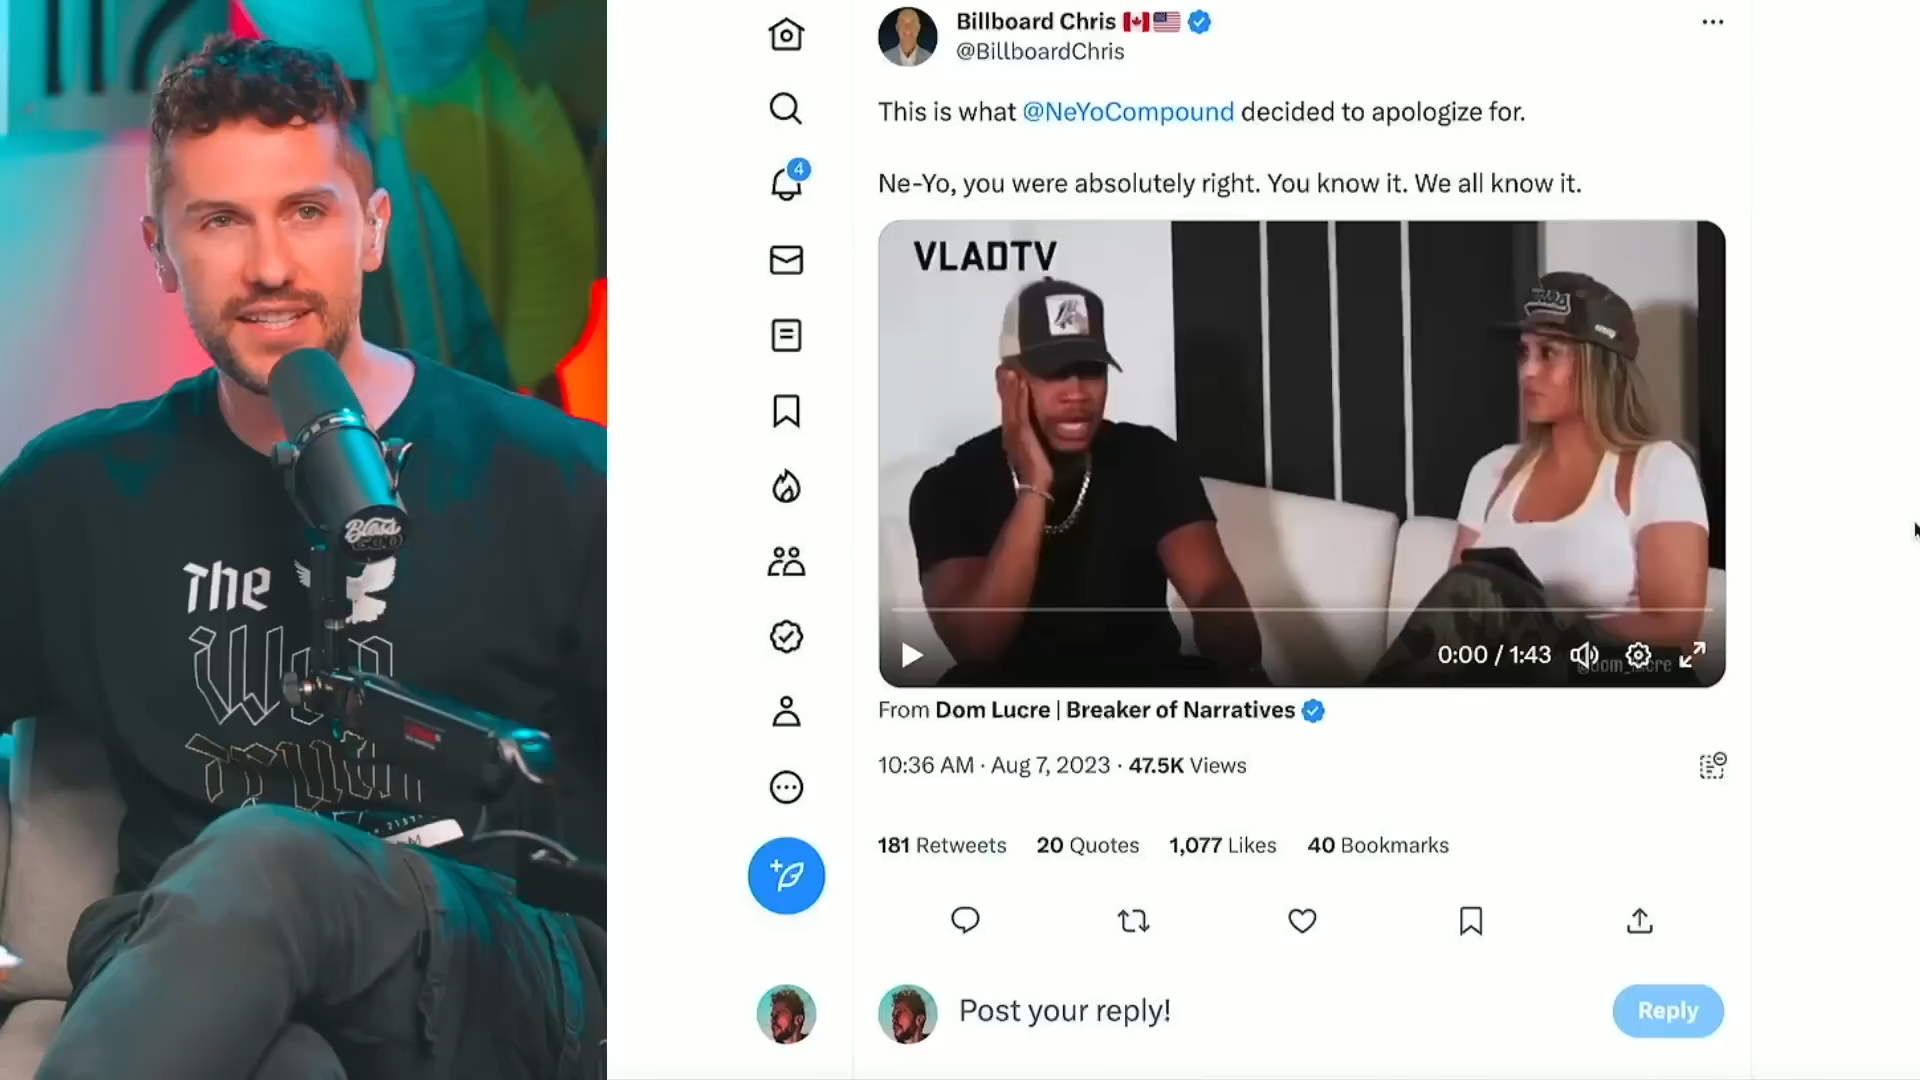 Billboard Chris
@BillboardChris
This is what @NeYoCompound decided to apologize for.
Ne-Yo, you were absolutely right. You know it. We all know it.
4
VLADTV
0:00 / 1:43
From Dom Lucre | Breaker of Narratives
10:36 AM · Aug 7, 2023 · 47.5K Views
181 Retweets 20 Quotes 1,077 Likes 40 Bookmarks
Post your reply!
Reply
Bless
The